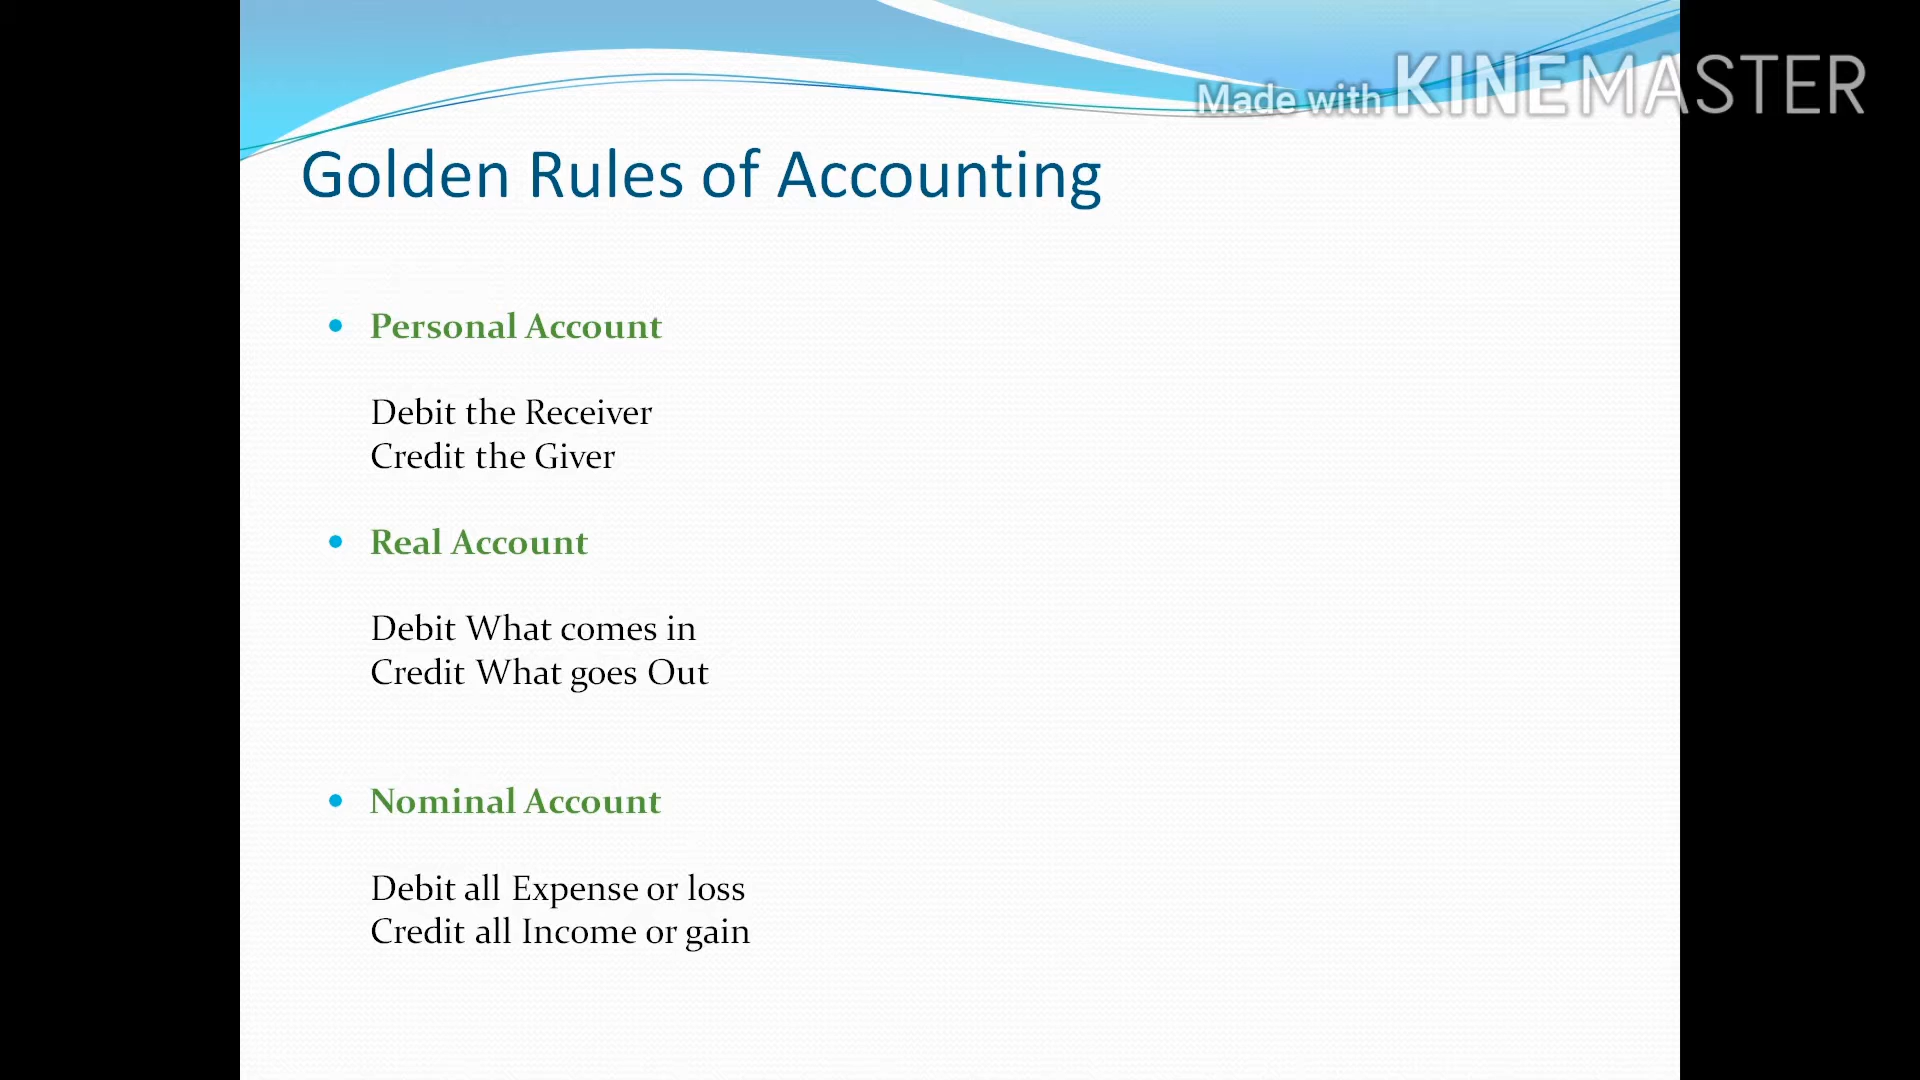 Made with KINEMASTER
Golden Rules of Accounting
Personal Account
Debit the Receiver
Credit the Giver
Real Account
Debit What comes in
Credit What goes Out
Nominal Account
Debit all Expense or loss
Credit all Income or gain